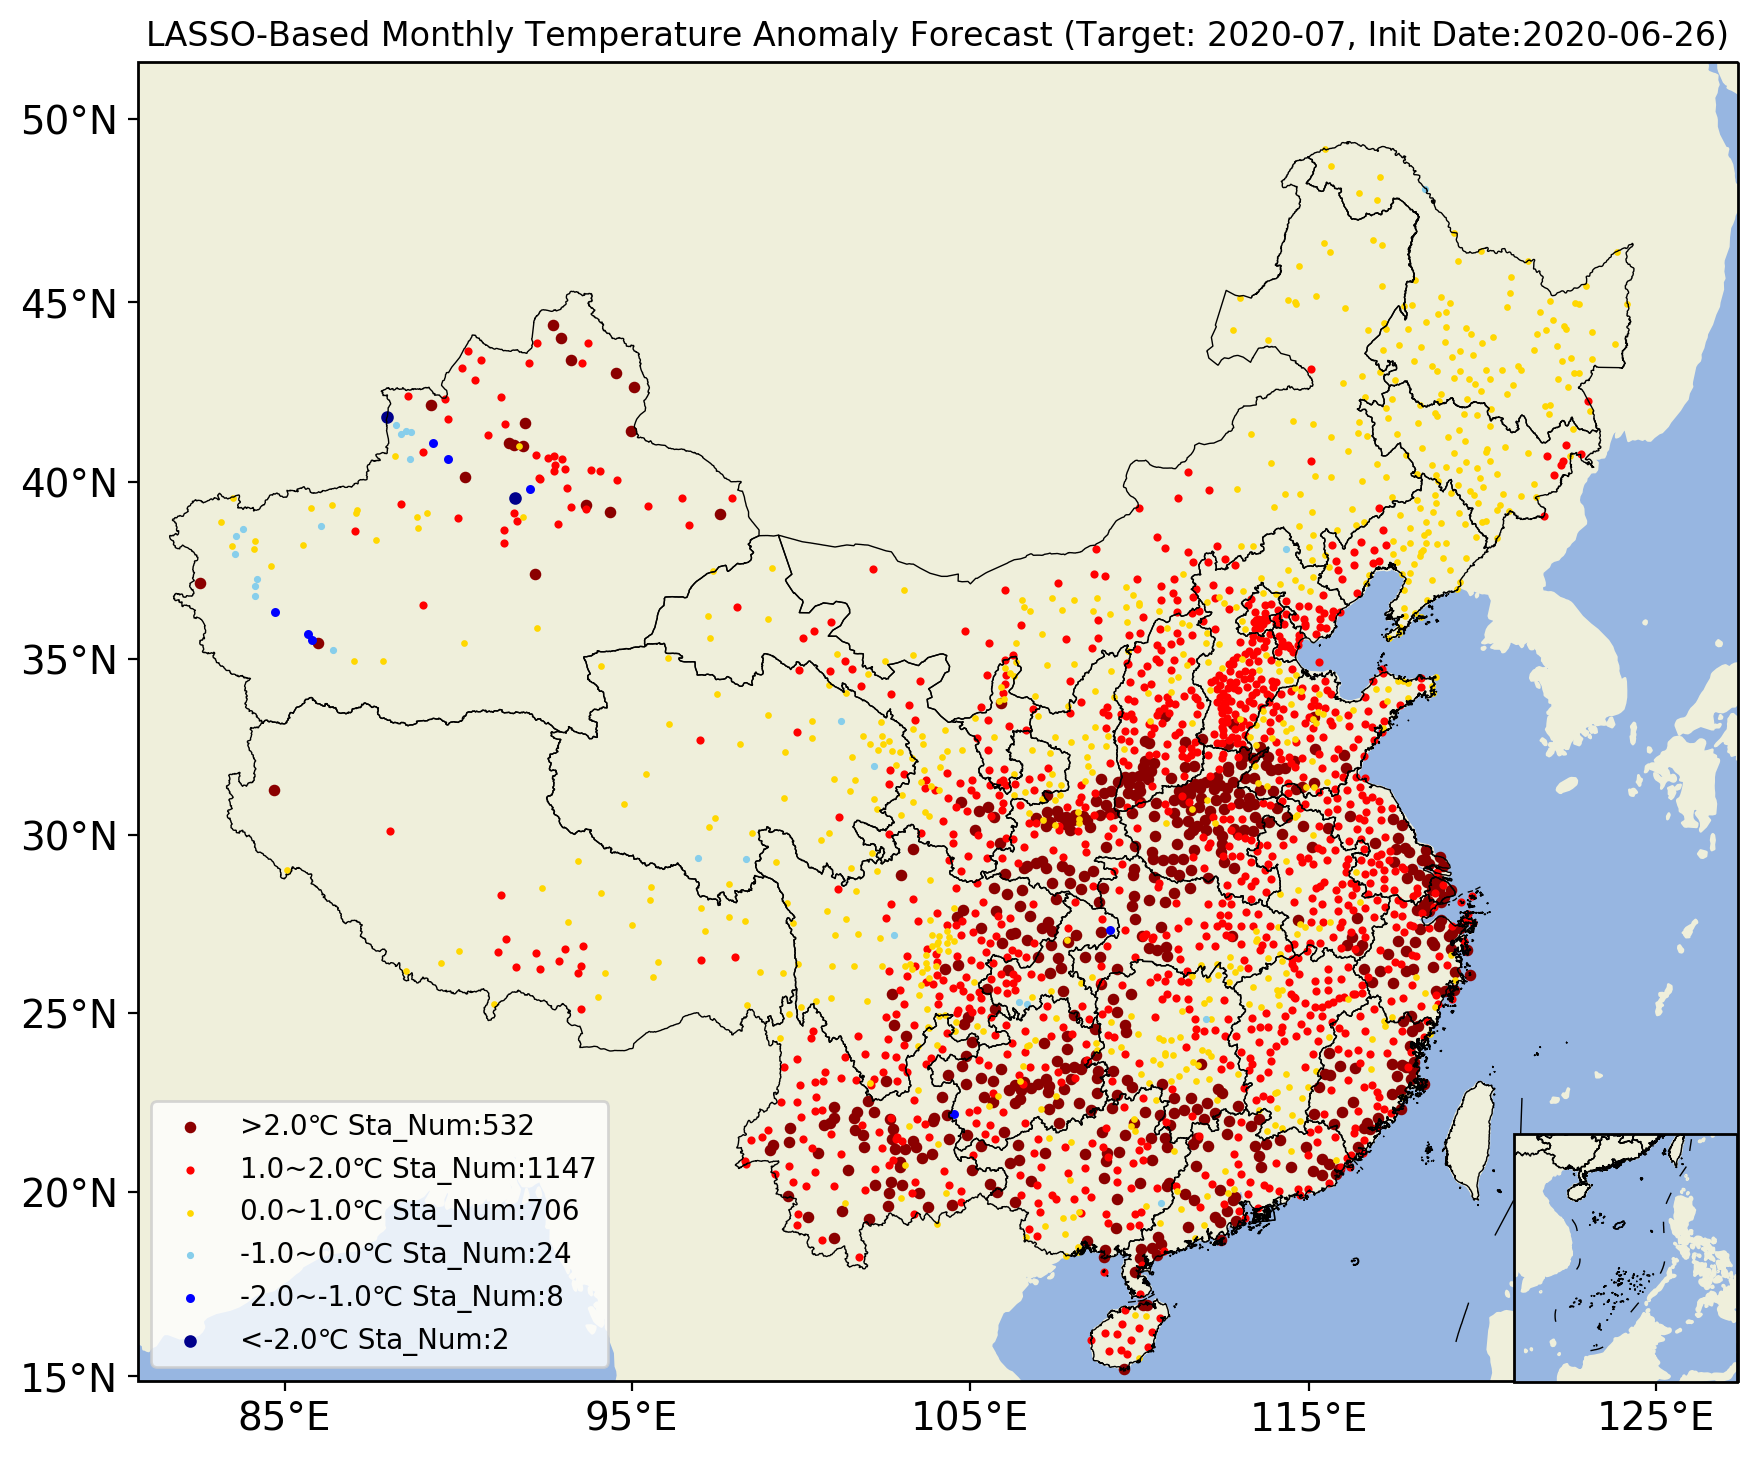 LASSO-Based Monthly Temperature Anomaly Forecast (Target: 2020-07, Init Date:2020-06-26)
50°N
45°N
40°N
35°N
30°N
25°N
20°N
15°N
>2.0℃ Sta_Num:532
1.0~2.0℃ Sta_Num:1147
0.0~1.0℃ Sta_Num:706
-1.0~0.0℃ Sta_Num:24
-2.0~-1.0℃ Sta_Num:8
<-2.0℃ Sta_Num:2
85°E
95°E
105°E
115°E
125°E